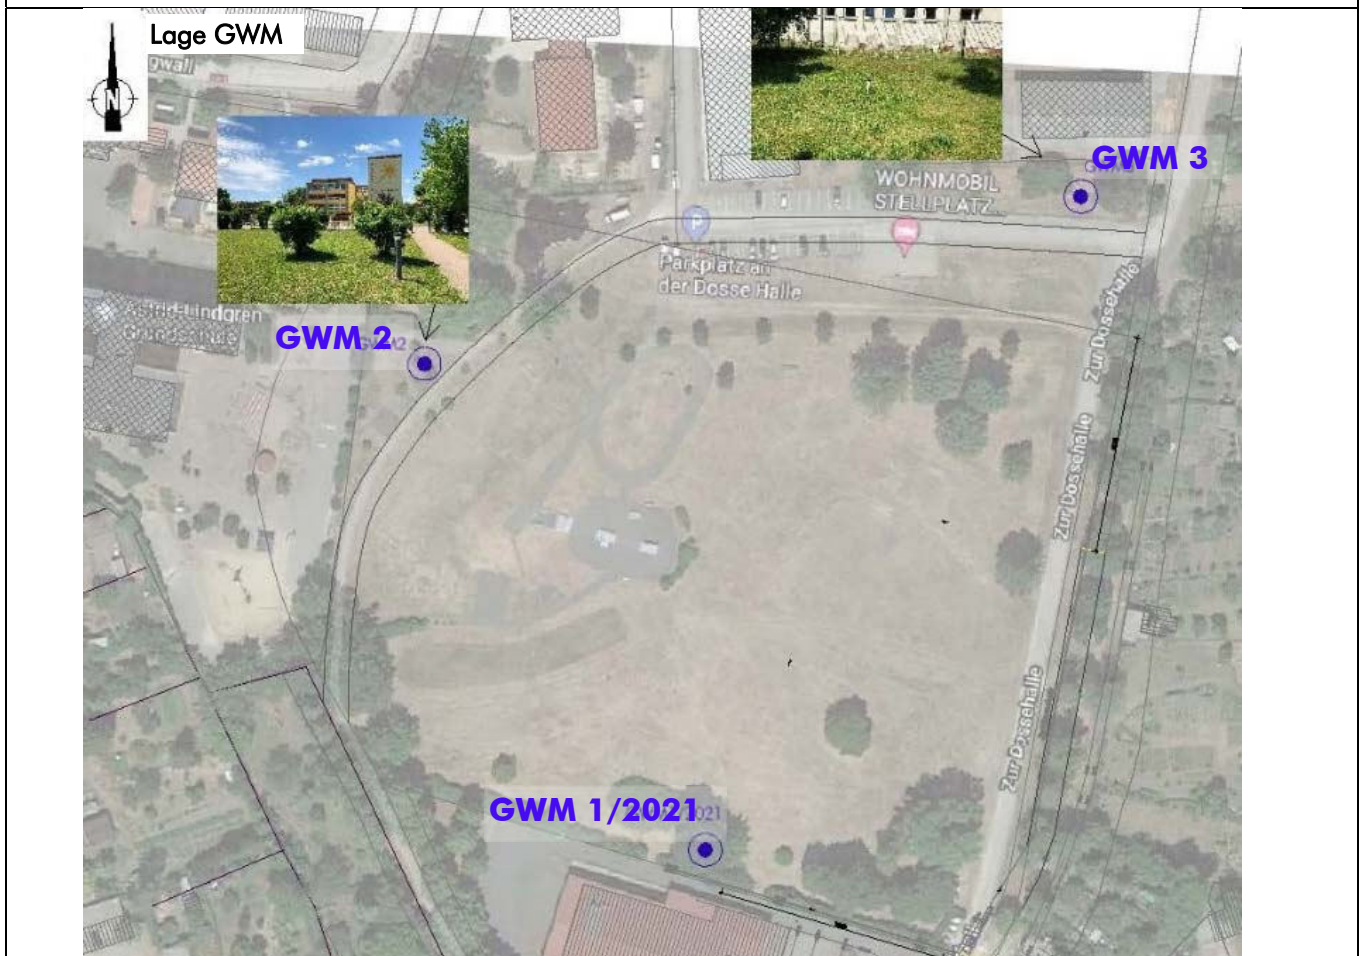 Lage GWM
N
gwall
GWM 3
WOHNMOBIL
STELLPLATZ
P
Parkplatz an
der Dosse Halle
Zur Dossehalle
Astrid-Lindgren
Grundschule
GWM 2
Zur Dossehalle
Zur Dossehalle
GWM 1/2021